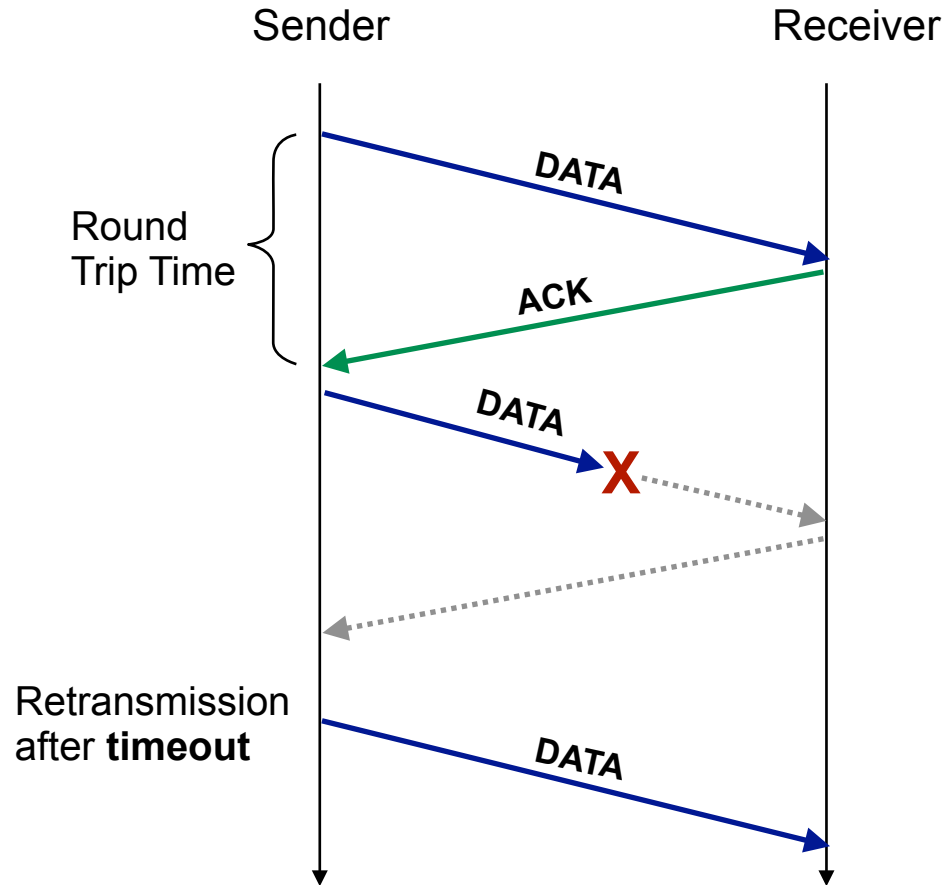 Sender
Receiver
DATA
Round
Trip Time
ACK
DATA
X
Retransmission
after timeout
DATA